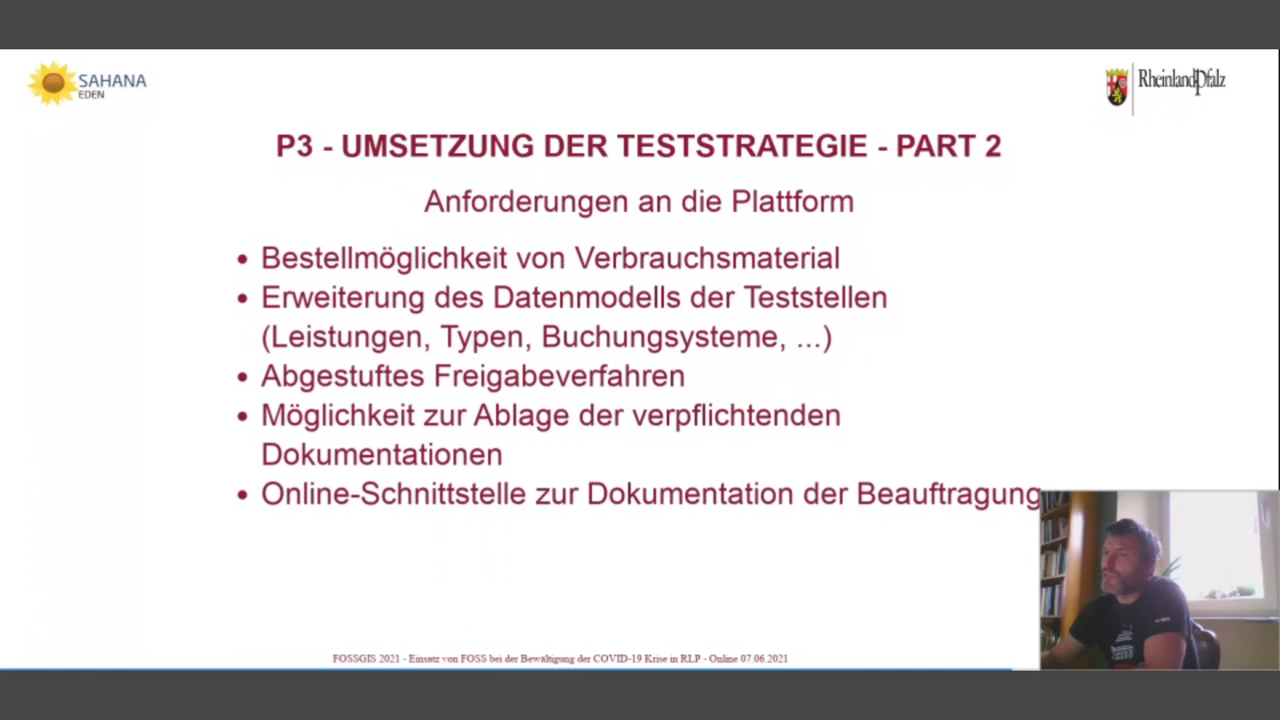 SAHANA
EDEN
RheinlandPfalz
P3 - UMSETZUNG DER TESTSTRATEGIE - PART 2
Anforderungen an die Plattform
• Bestellmöglichkeit von Verbrauchsmaterial
• Erweiterung des Datenmodells der Teststellen
(Leistungen, Typen, Buchungsysteme, ...)
• Abgestuftes Freigabeverfahren
• Möglichkeit zur Ablage der verpflichtenden
Dokumentationen
• Online-Schnittstelle zur Dokumentation der Beauftragung
FOSSGIS 2021 - Einsatz von FOSS bei der Bewältigung der COVID-19 Krise in RLP - Online 07.06.2021